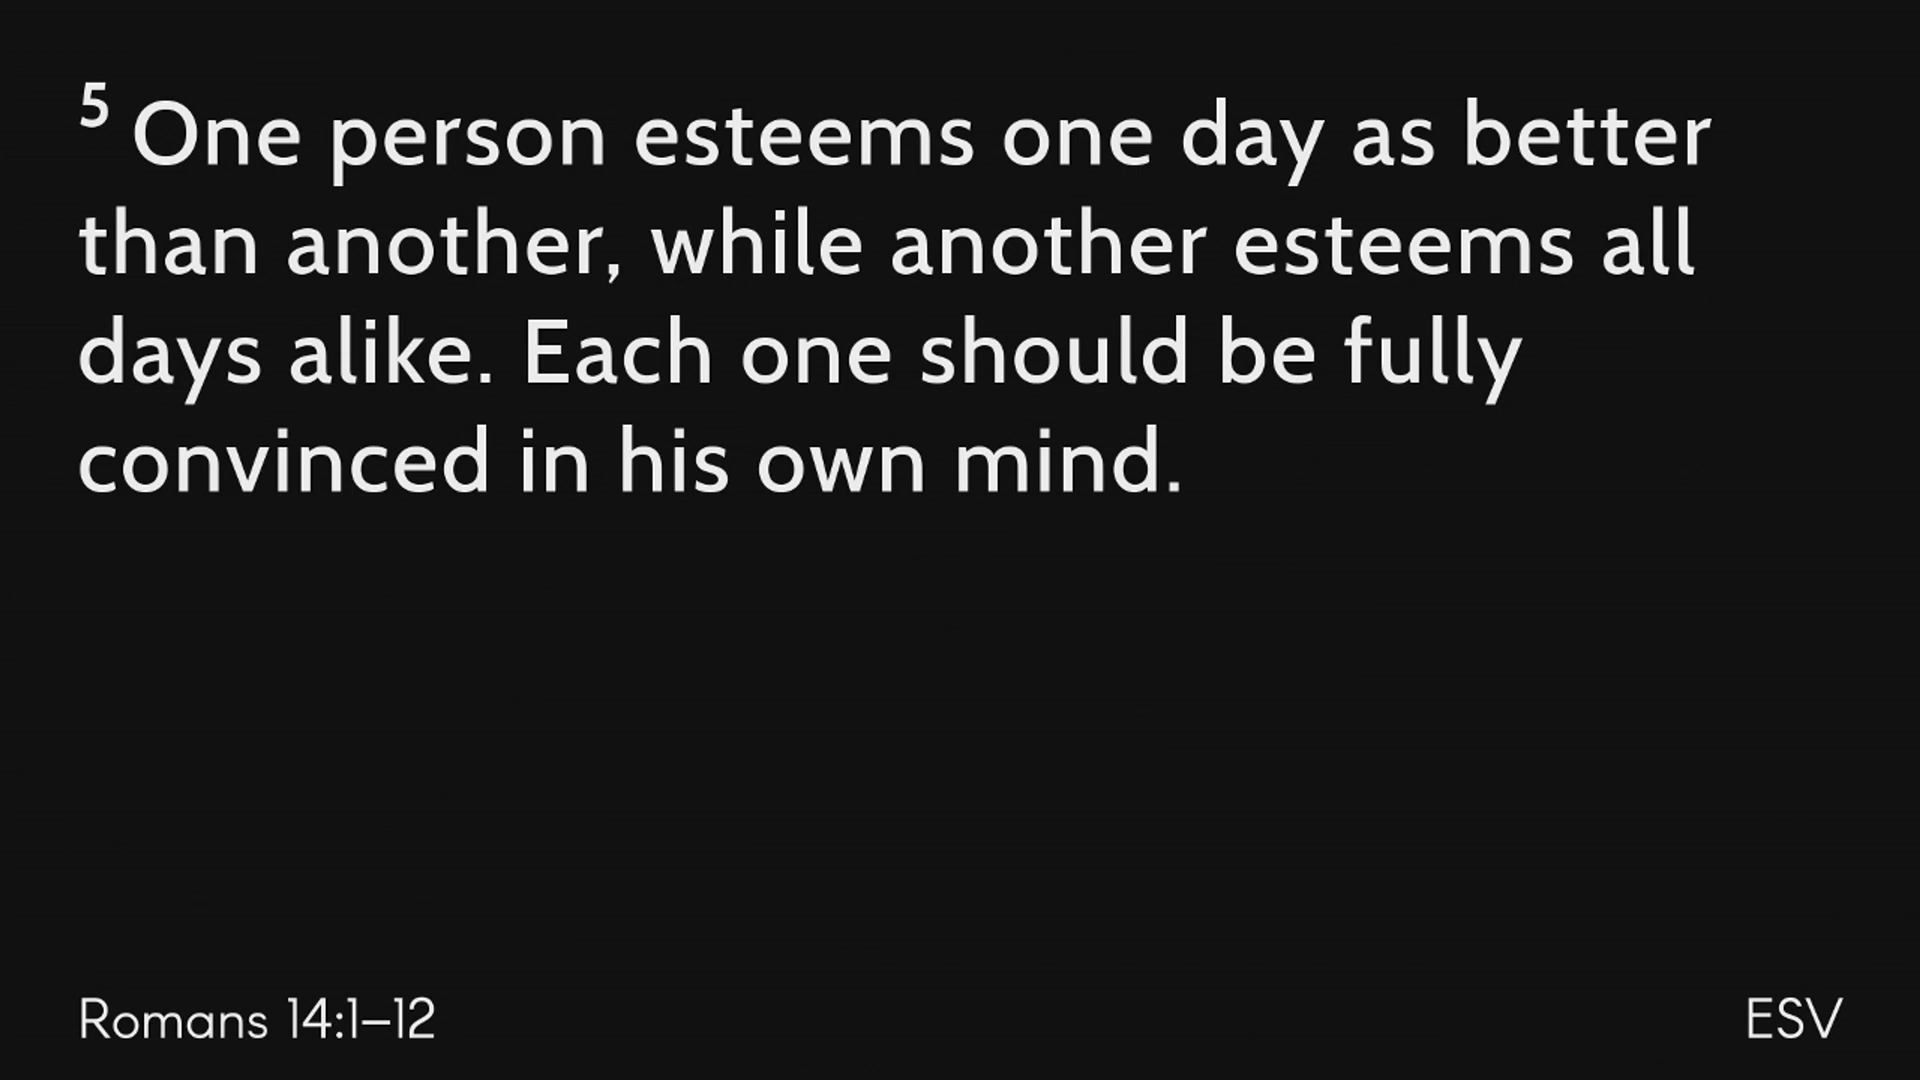 5 One person esteems one day as better
than another, while another esteems all
days alike. Each one should be fully
convinced in his own mind.
Romans 14:1–12
ESV